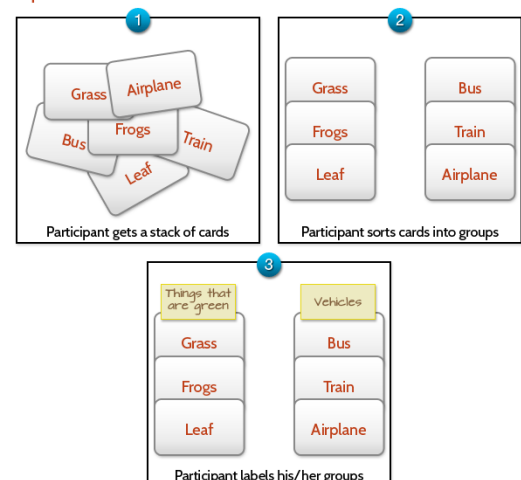 1
Grass
Airplane
Bus
Frogs
Train
Leaf
Participant gets a stack of cards
2
Grass
Frogs
Leaf
Bus
Train
Airplane
Participant sorts cards into groups
3
Things that
are green
Grass
Frogs
Leaf
Vehicles
Bus
Train
Airplane
Participant labels his/her groups